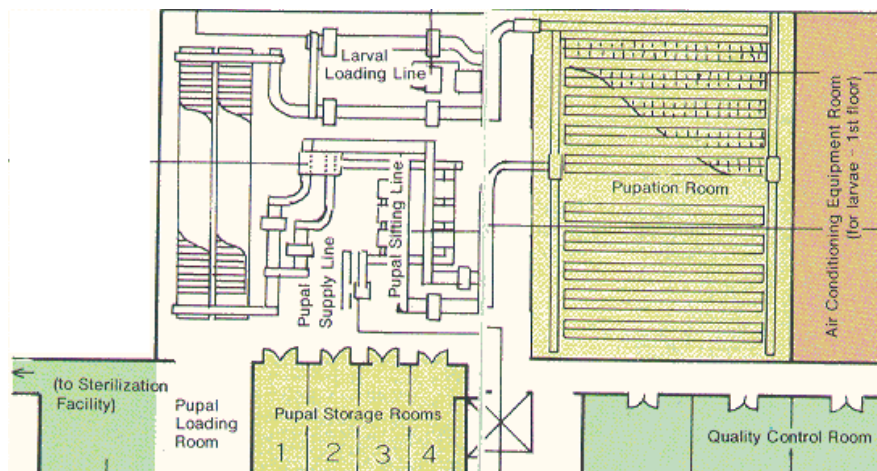 Larval
Loading Line
Pupation Room
Air Conditioning Equipment Room
(for larvae - 1st floor)
Pupal Sifting Line
Pupal
Supply Line
(to Sterilization
Facility)
Pupal
Loading
Room
Pupal Storage Rooms
1 2 3 4
Quality Control Room